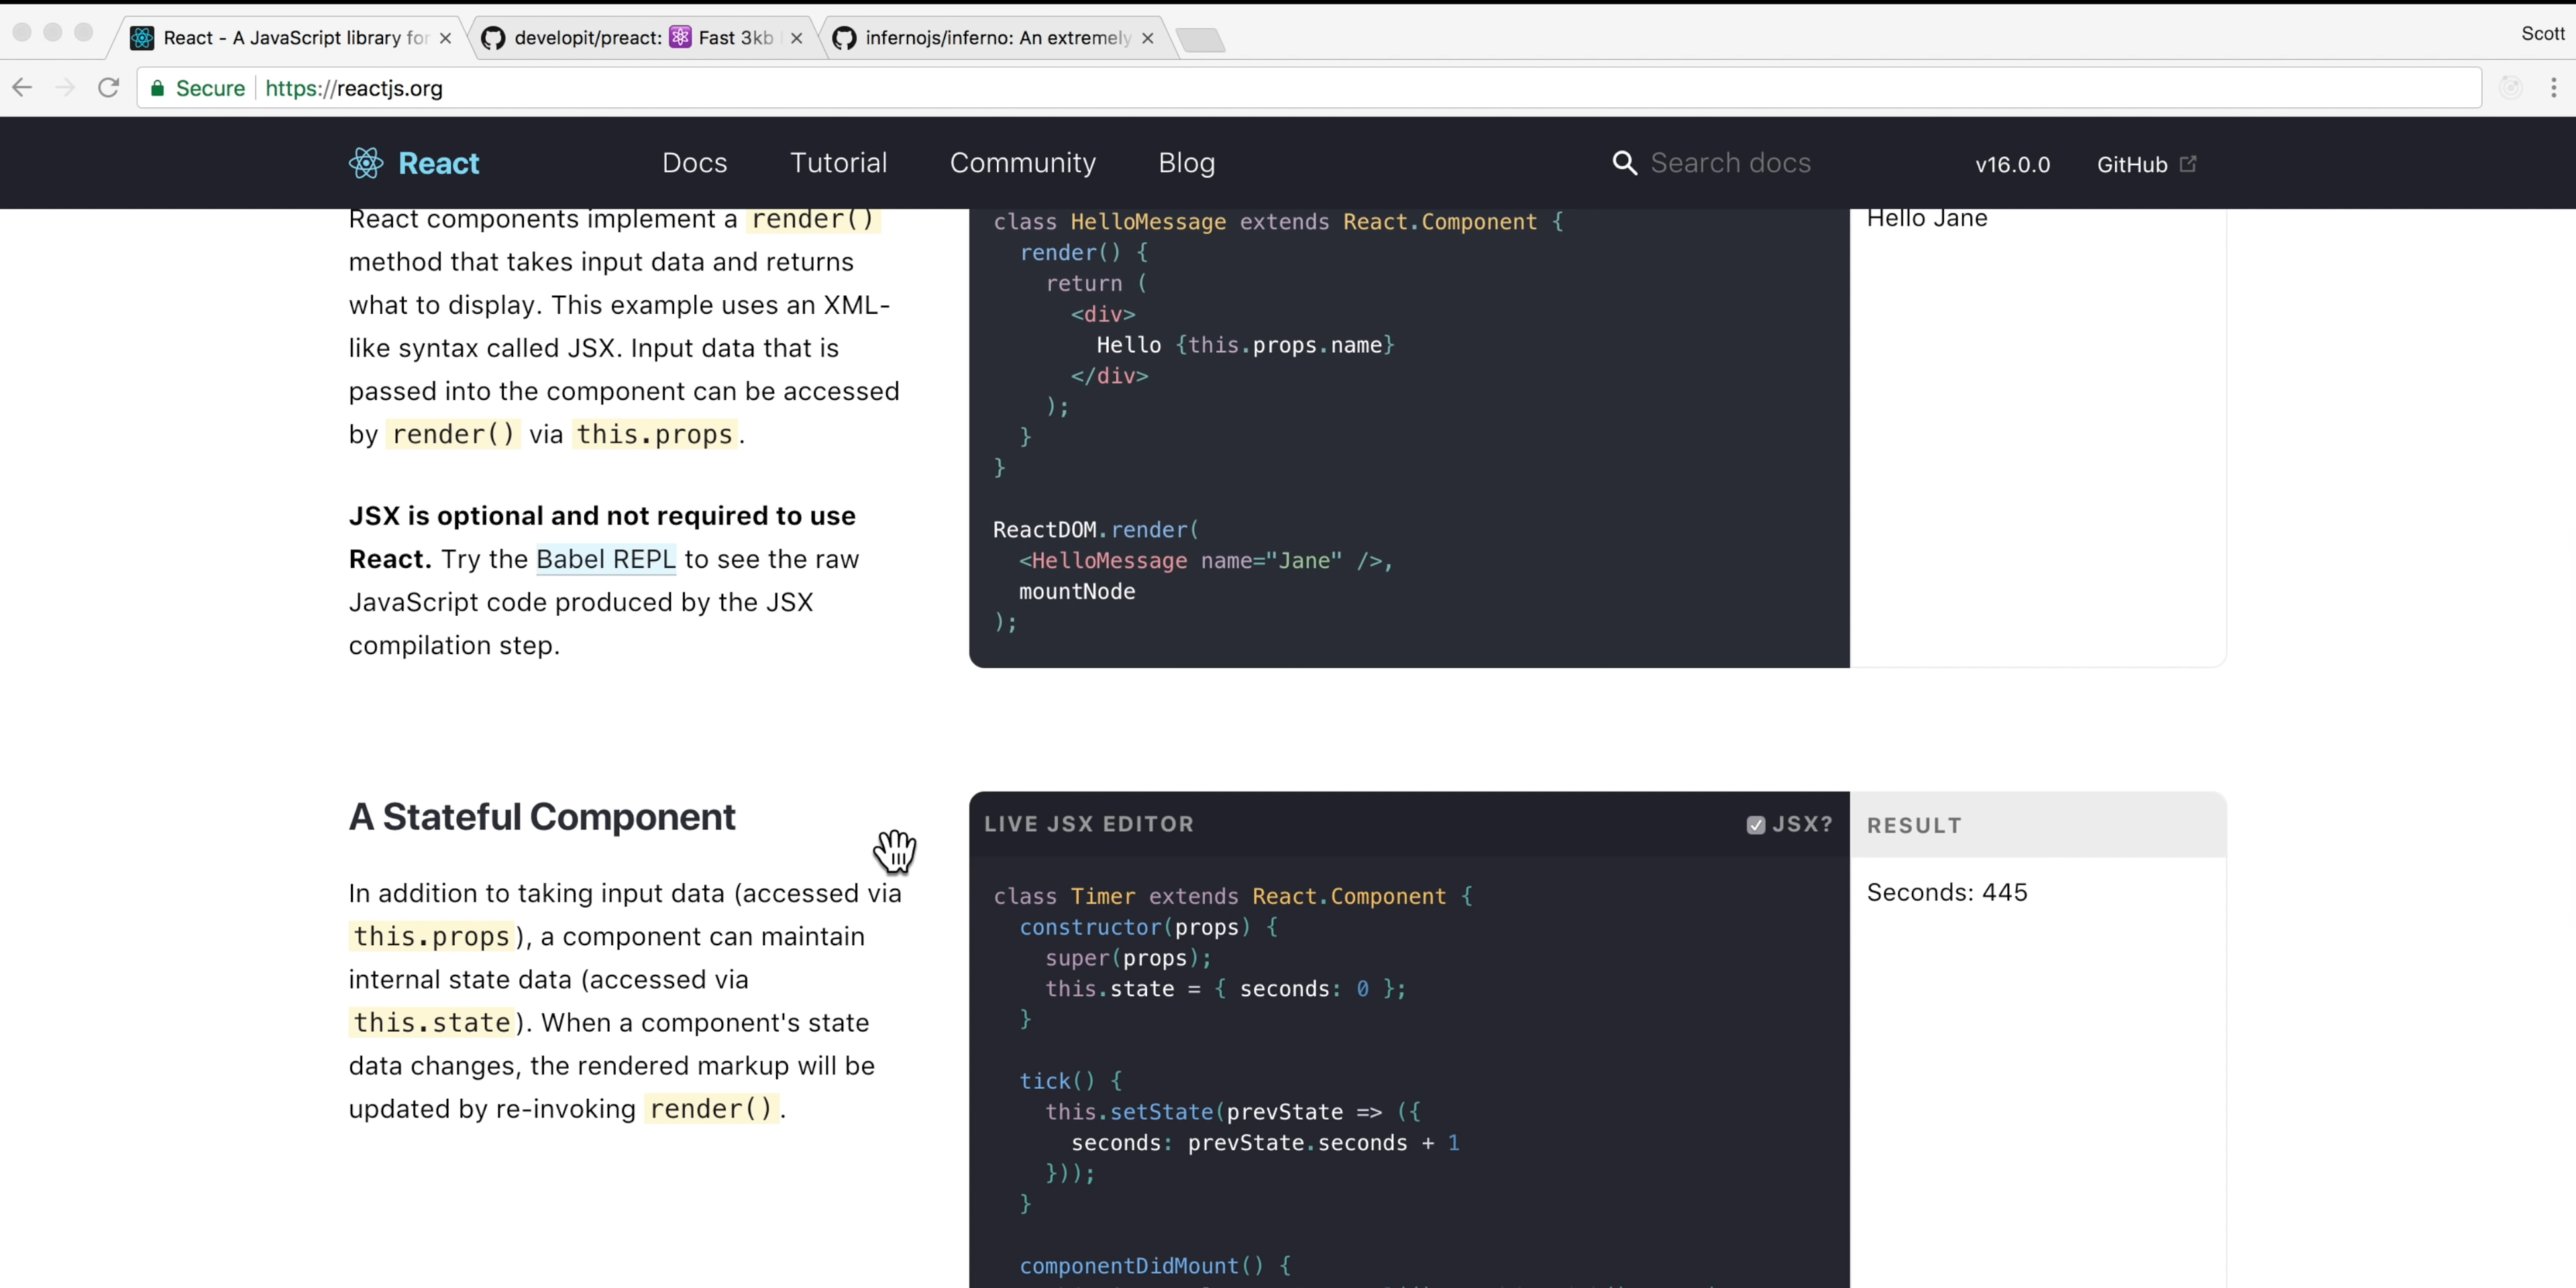 React - A JavaScript library for
developit/preact: Fast 3kb
infernojs/inferno: An extremely
Scott
Secure https://reactjs.org
React Docs Tutorial Community Blog Search docs v16.0.0 GitHub
React components implement a render()
method that takes input data and returns
what to display. This example uses an XML-
like syntax called JSX. Input data that is
passed into the component can be accessed
by render() via this.props.
JSX is optional and not required to use
React. Try the Babel REPL to see the raw
JavaScript code produced by the JSX
compilation step.
class HelloMessage extends React.Component {
render() {
return (
<div>
Hello {this.props.name}
</div>
);
}
}
ReactDOM.render(
<HelloMessage name="Jane" />,
mountNode
);
Hello Jane
A Stateful Component
In addition to taking input data (accessed via
this.props), a component can maintain
internal state data (accessed via
this.state). When a component's state
data changes, the rendered markup will be
updated by re-invoking render().
LIVE JSX EDITOR JSX?
class Timer extends React.Component {
constructor(props) {
super(props);
this.state = { seconds: 0 };
}
tick() {
this.setState(prevState => ({
seconds: prevState.seconds + 1
}));
}
componentDidMount() {
RESULT
Seconds: 445